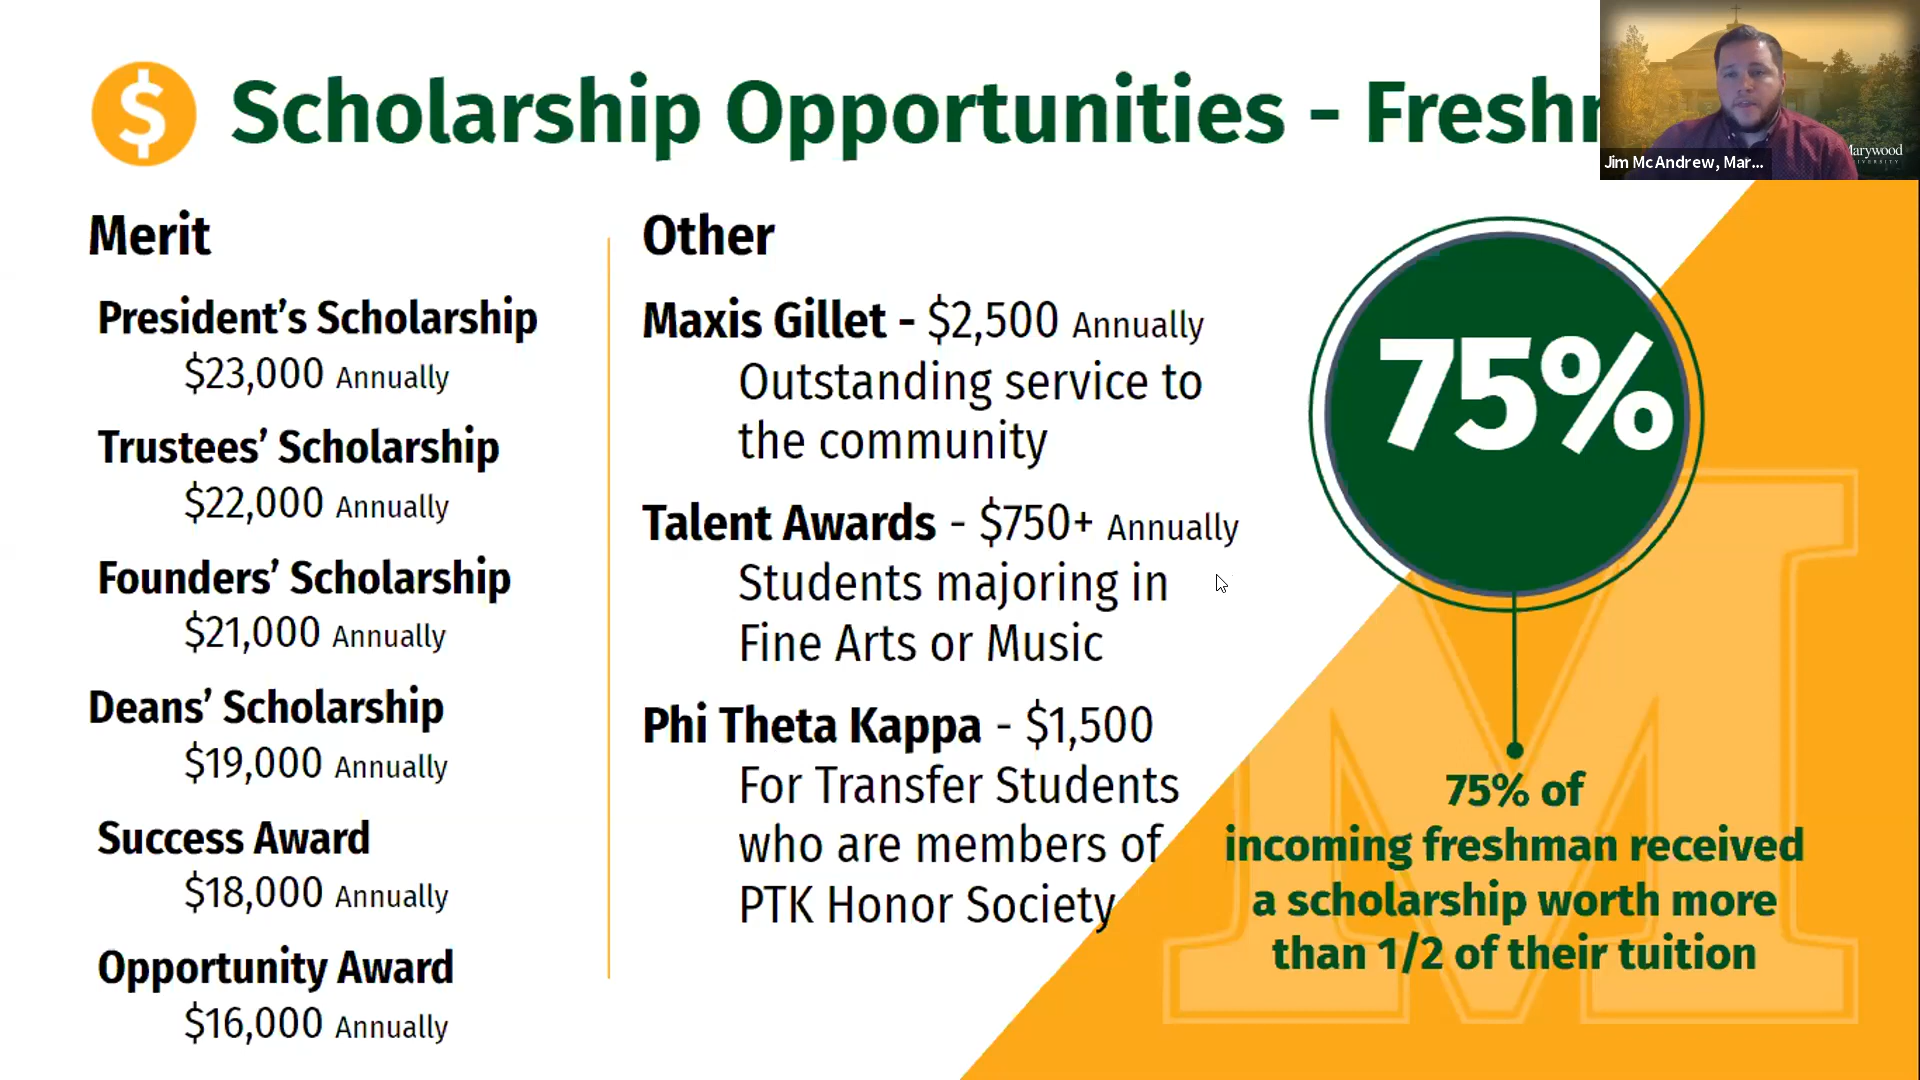 $ Scholarship Opportunities - Fresh
Jim McAndrew, Mar...
Marywood
UNIVERSITY
Merit
President’s Scholarship
$23,000 Annually
Trustees’ Scholarship
$22,000 Annually
Founders’ Scholarship
$21,000 Annually
Deans’ Scholarship
$19,000 Annually
Success Award
$18,000 Annually
Opportunity Award
$16,000 Annually
Other
Maxis Gillet - $2,500 Annually
Outstanding service to
the community
Talent Awards - $750+ Annually
Students majoring in
Fine Arts or Music
Phi Theta Kappa - $1,500
For Transfer Students
who are members of
PTK Honor Society
75%
75% of
incoming freshman received
a scholarship worth more
than 1/2 of their tuition
M